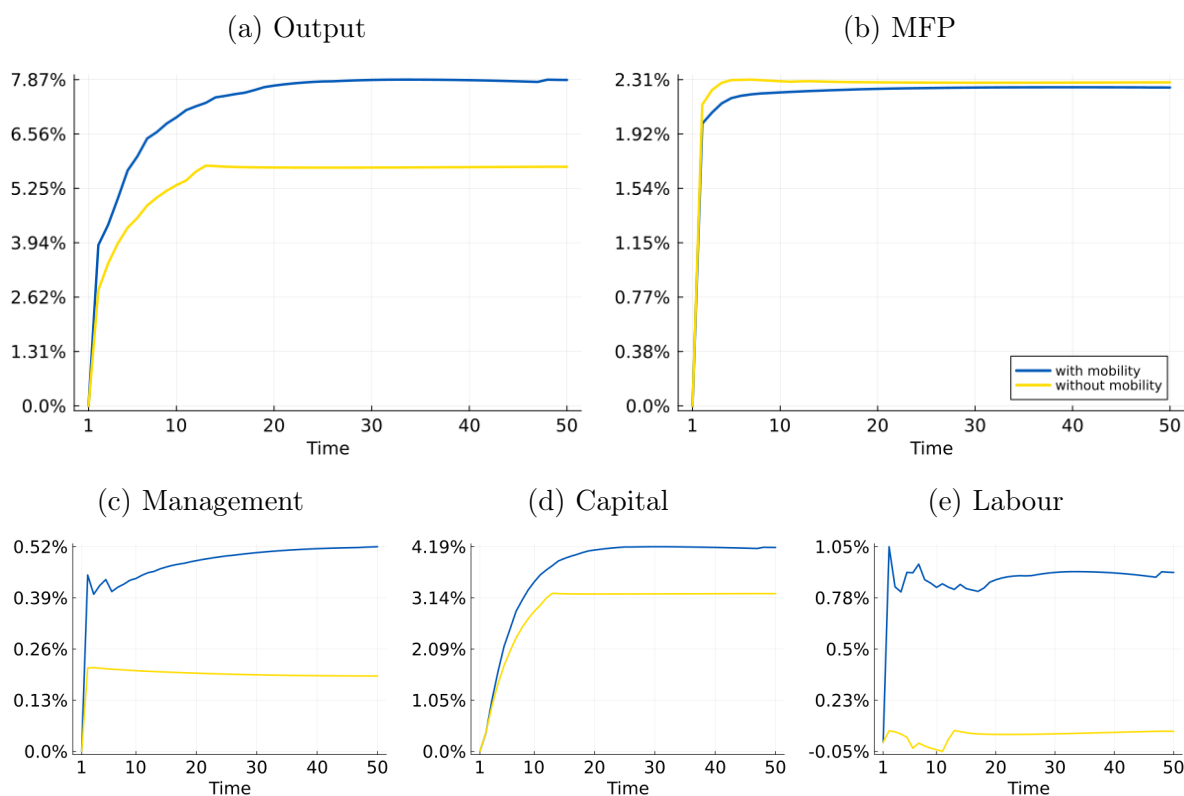 (a) Output
7.87%
6.56%
5.25%
3.94%
2.62%
1.31%
0.0%
1 10 20 30 40 50
Time
(b) MFP
2.31%
1.92%
1.54%
1.15%
0.77%
0.38%
0.0%
with mobility
without mobility
1 10 20 30 40 50
Time
(c) Management
0.52%
0.39%
0.26%
0.13%
0.0%
1 10 20 30 40 50
Time
(d) Capital
4.19%
3.14%
2.09%
1.05%
0.0%
1 10 20 30 40 50
Time
(e) Labour
1.05%
0.78%
0.5%
0.23%
-0.05%
1 10 20 30 40 50
Time